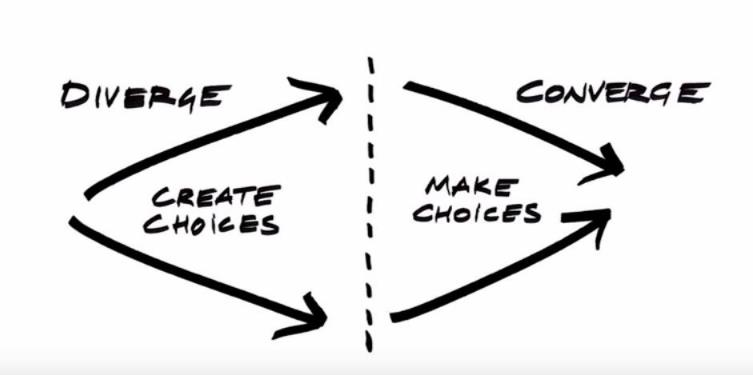 DIVERGE
CREATE
CHOICES
CONVERGE
MAKE
CHOICES